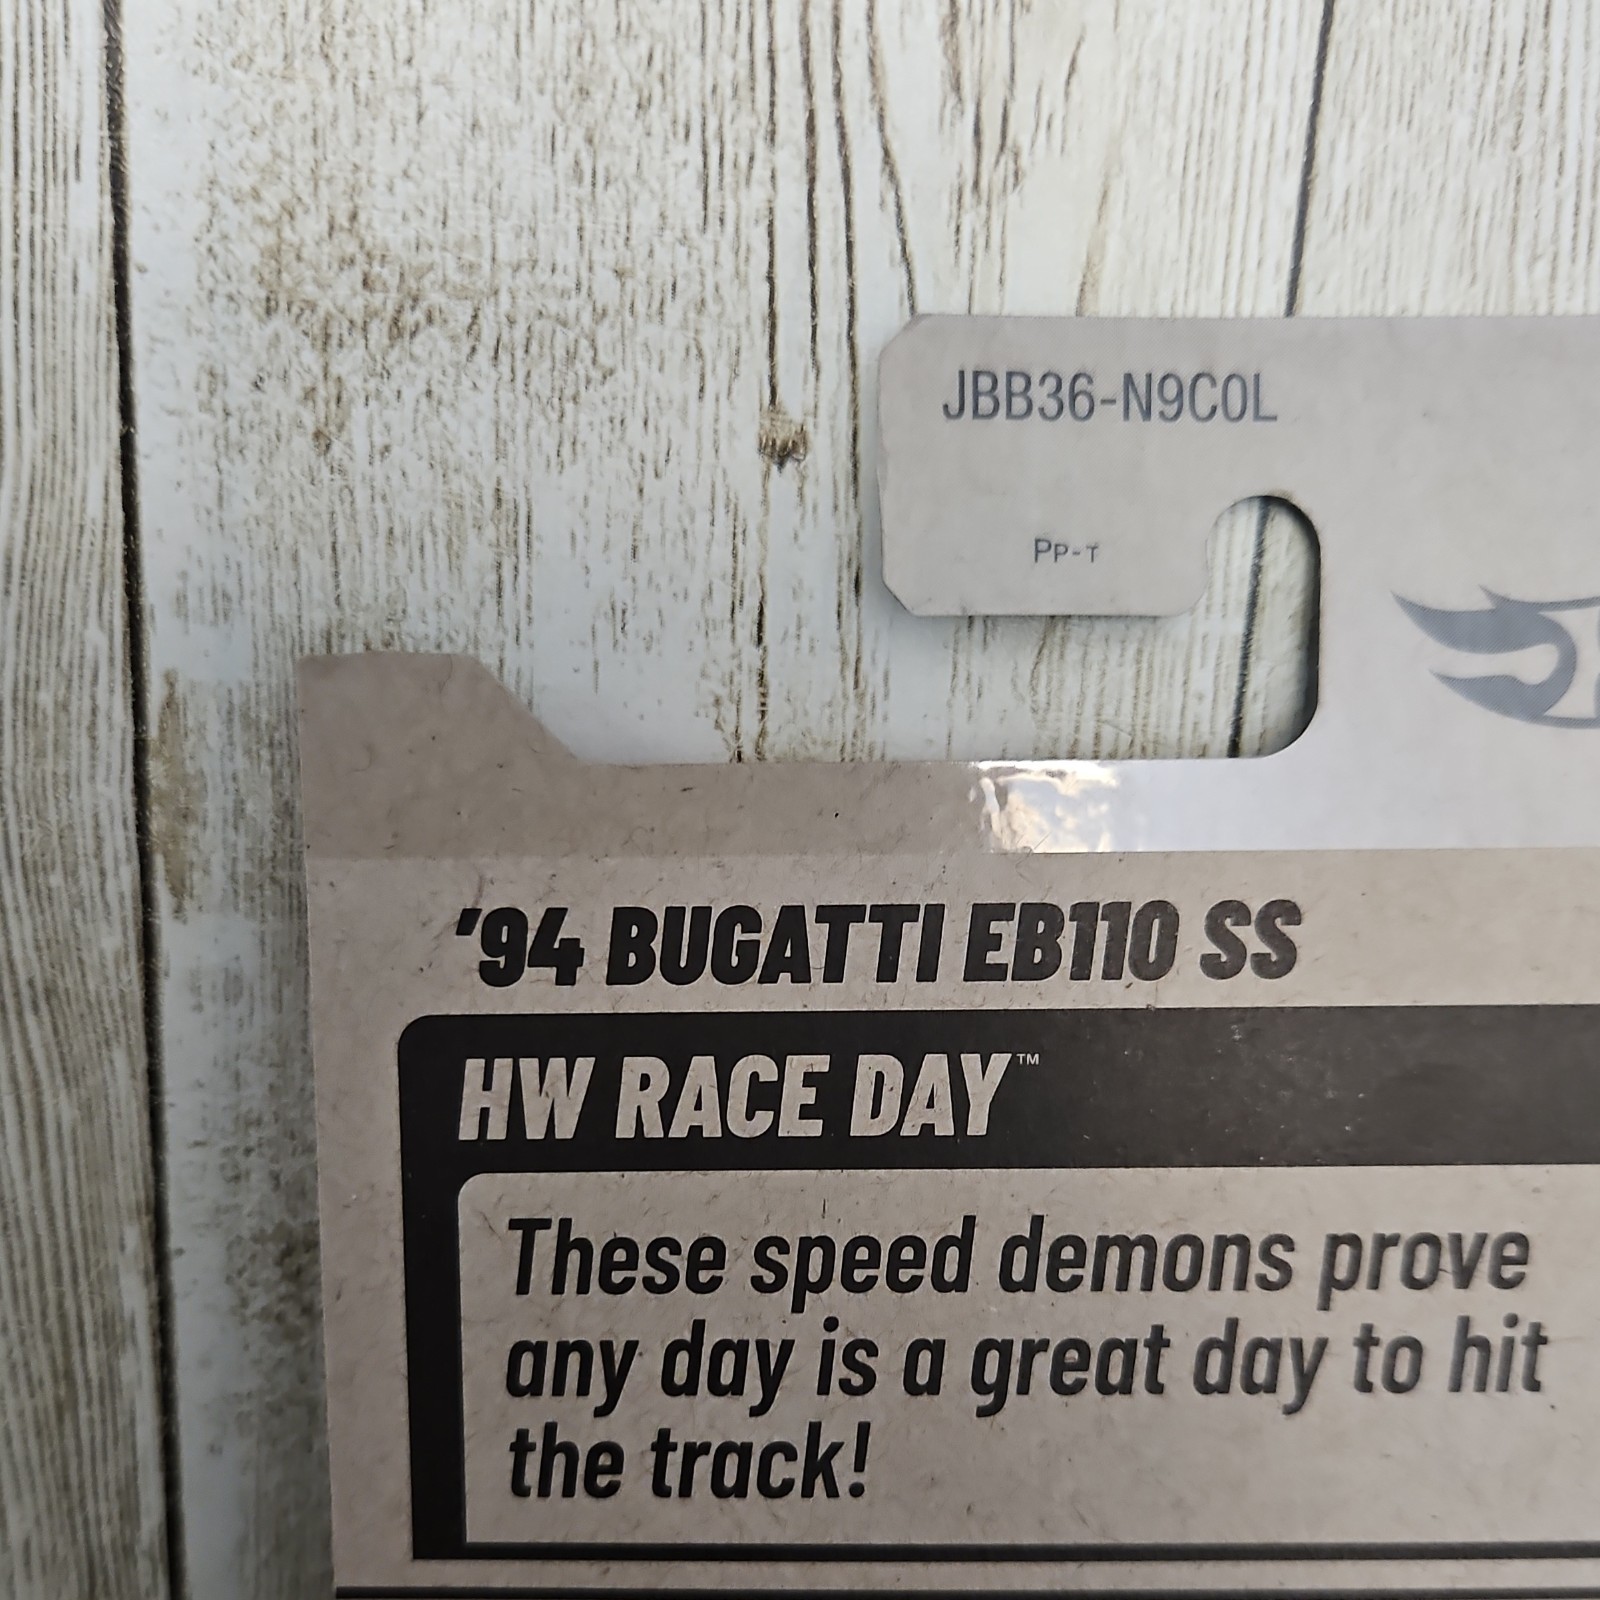 JBB36-N9C0L
PP-T
'94 BUGATTI EB110 SS
HW RACE DAY™
These speed demons prove
any day is a great day to hit
the track!